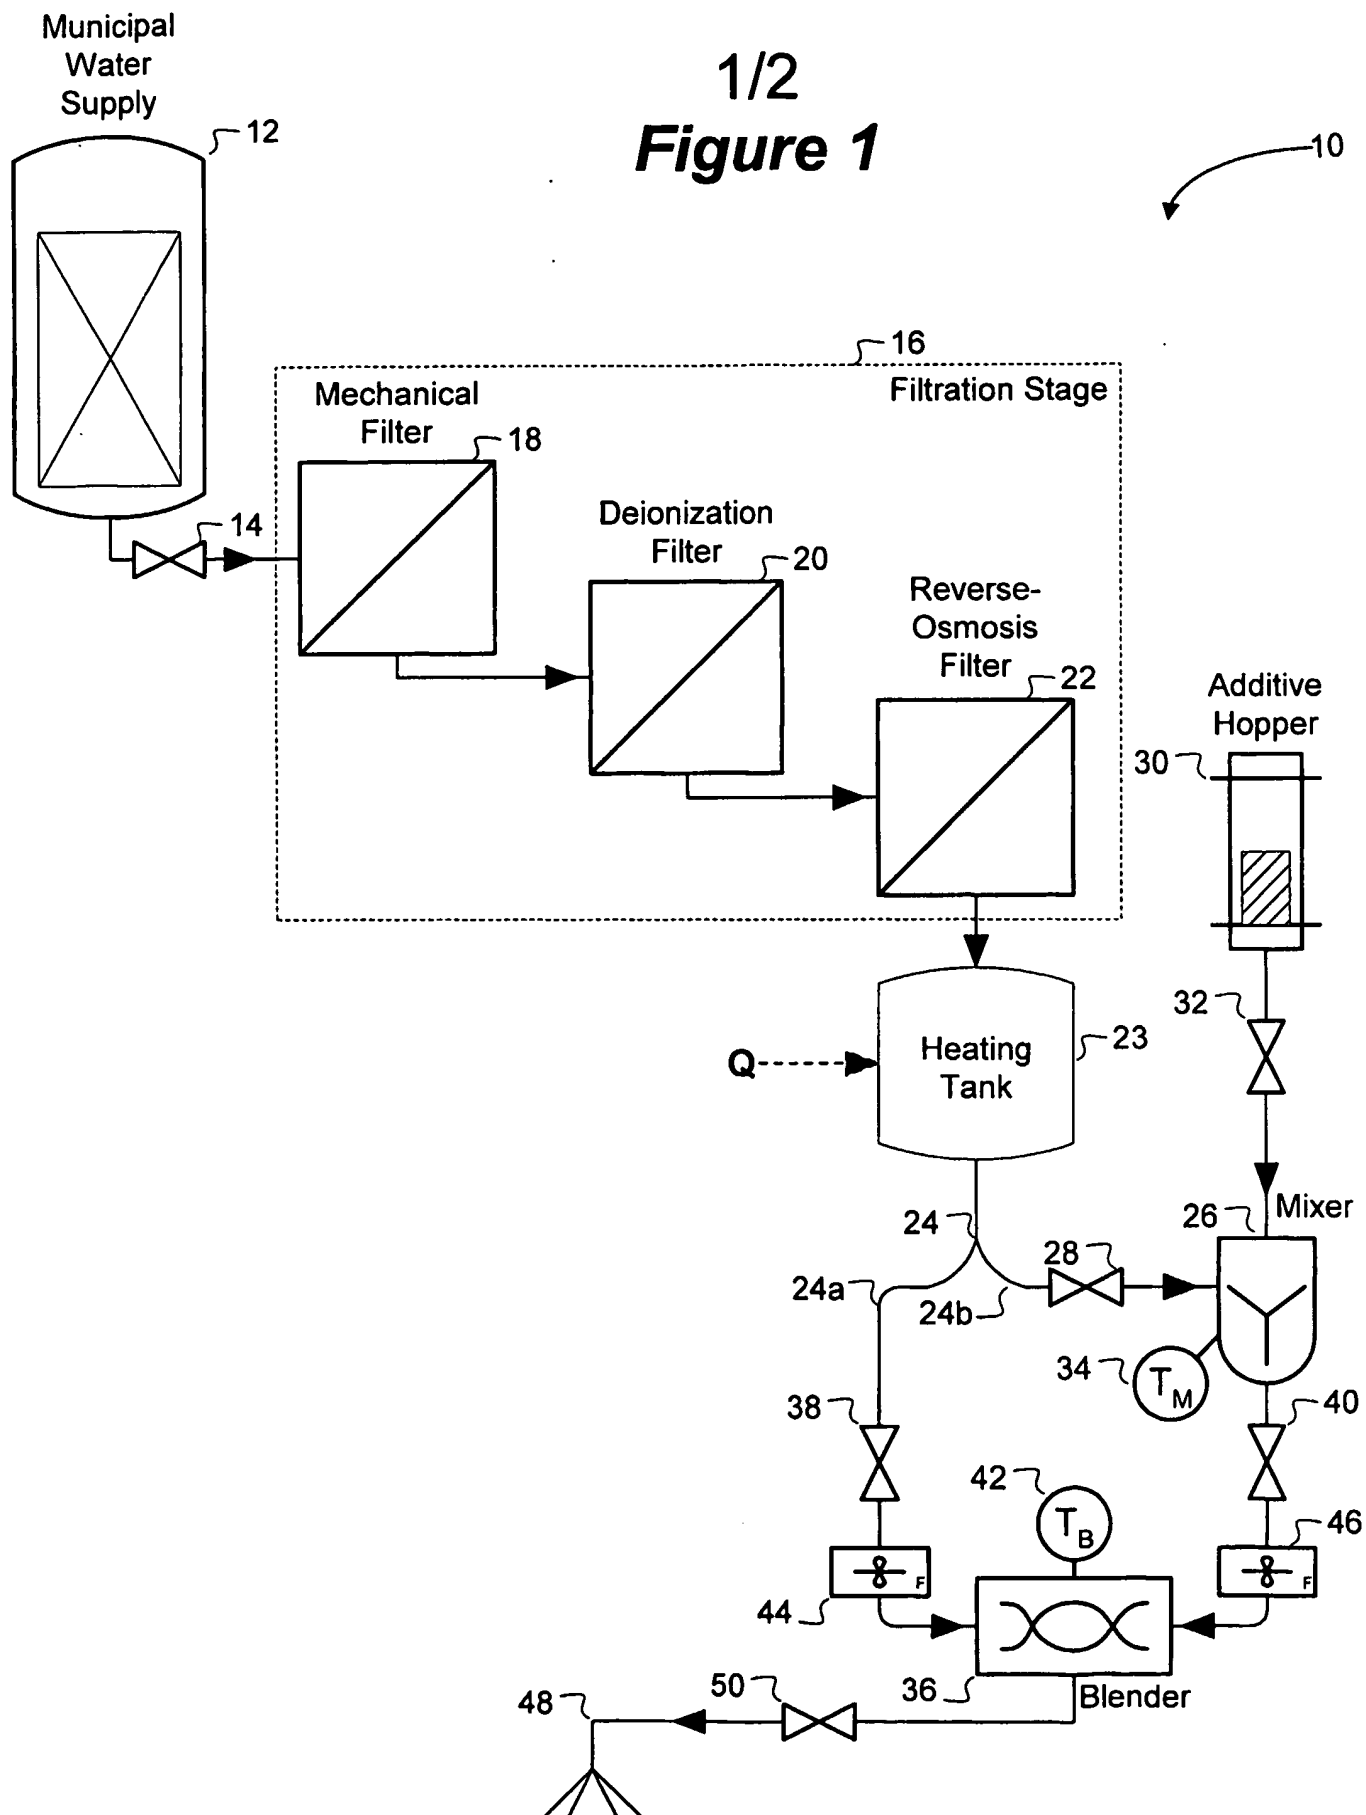 Municipal
Water
Supply
12
1/2
Figure 1
10
16
Filtration Stage
Mechanical
Filter
18
14
Deionization
Filter
20
Reverse-
Osmosis
Filter
22
Additive
Hopper
30
32
Q
Heating
Tank
23
24
26
Mixer
28
24a
24b
34
TM
38
40
42
TB
46
F
F
44
36
Blender
50
48